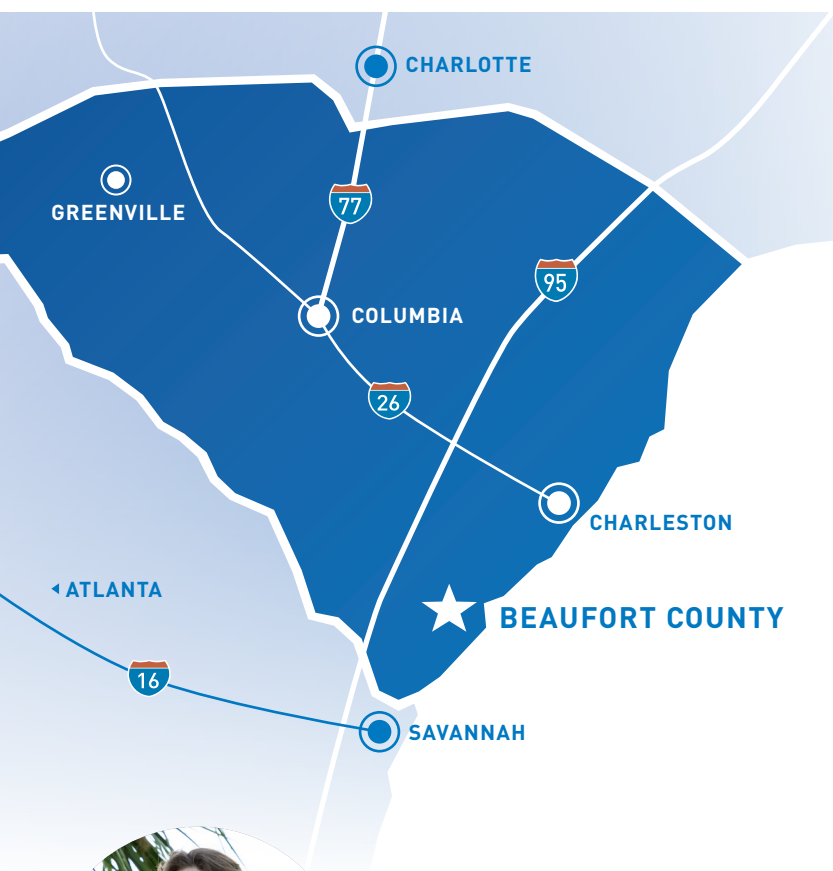 CHARLOTTE
77
GREENVILLE
95
COLUMBIA
26
CHARLESTON
ATLANTA
BEAUFORT COUNTY
16
SAVANNAH